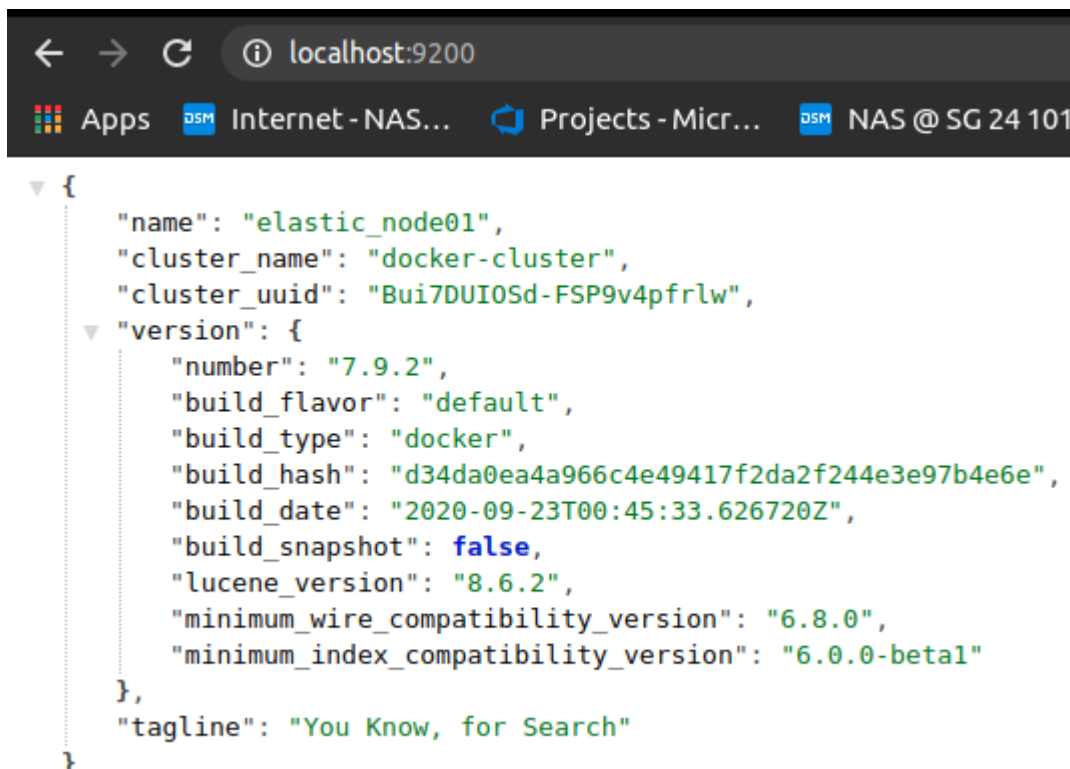 localhost:9200
Apps DSM Internet - NAS... Projects - Micr... DSM NAS @ SG 24 101
{
"name": "elastic_node01",
"cluster_name": "docker-cluster",
"cluster_uuid": "Bui7DUIOSd-FSP9v4pfrlw",
"version": {
"number": "7.9.2",
"build_flavor": "default",
"build_type": "docker",
"build_hash": "d34da0ea4a966c4e49417f2da2f244e3e97b4e6e",
"build_date": "2020-09-23T00:45:33.626720Z",
"build_snapshot": false,
"lucene_version": "8.6.2",
"minimum_wire_compatibility_version": "6.8.0",
"minimum_index_compatibility_version": "6.0.0-beta1"
},
"tagline": "You Know, for Search"
}